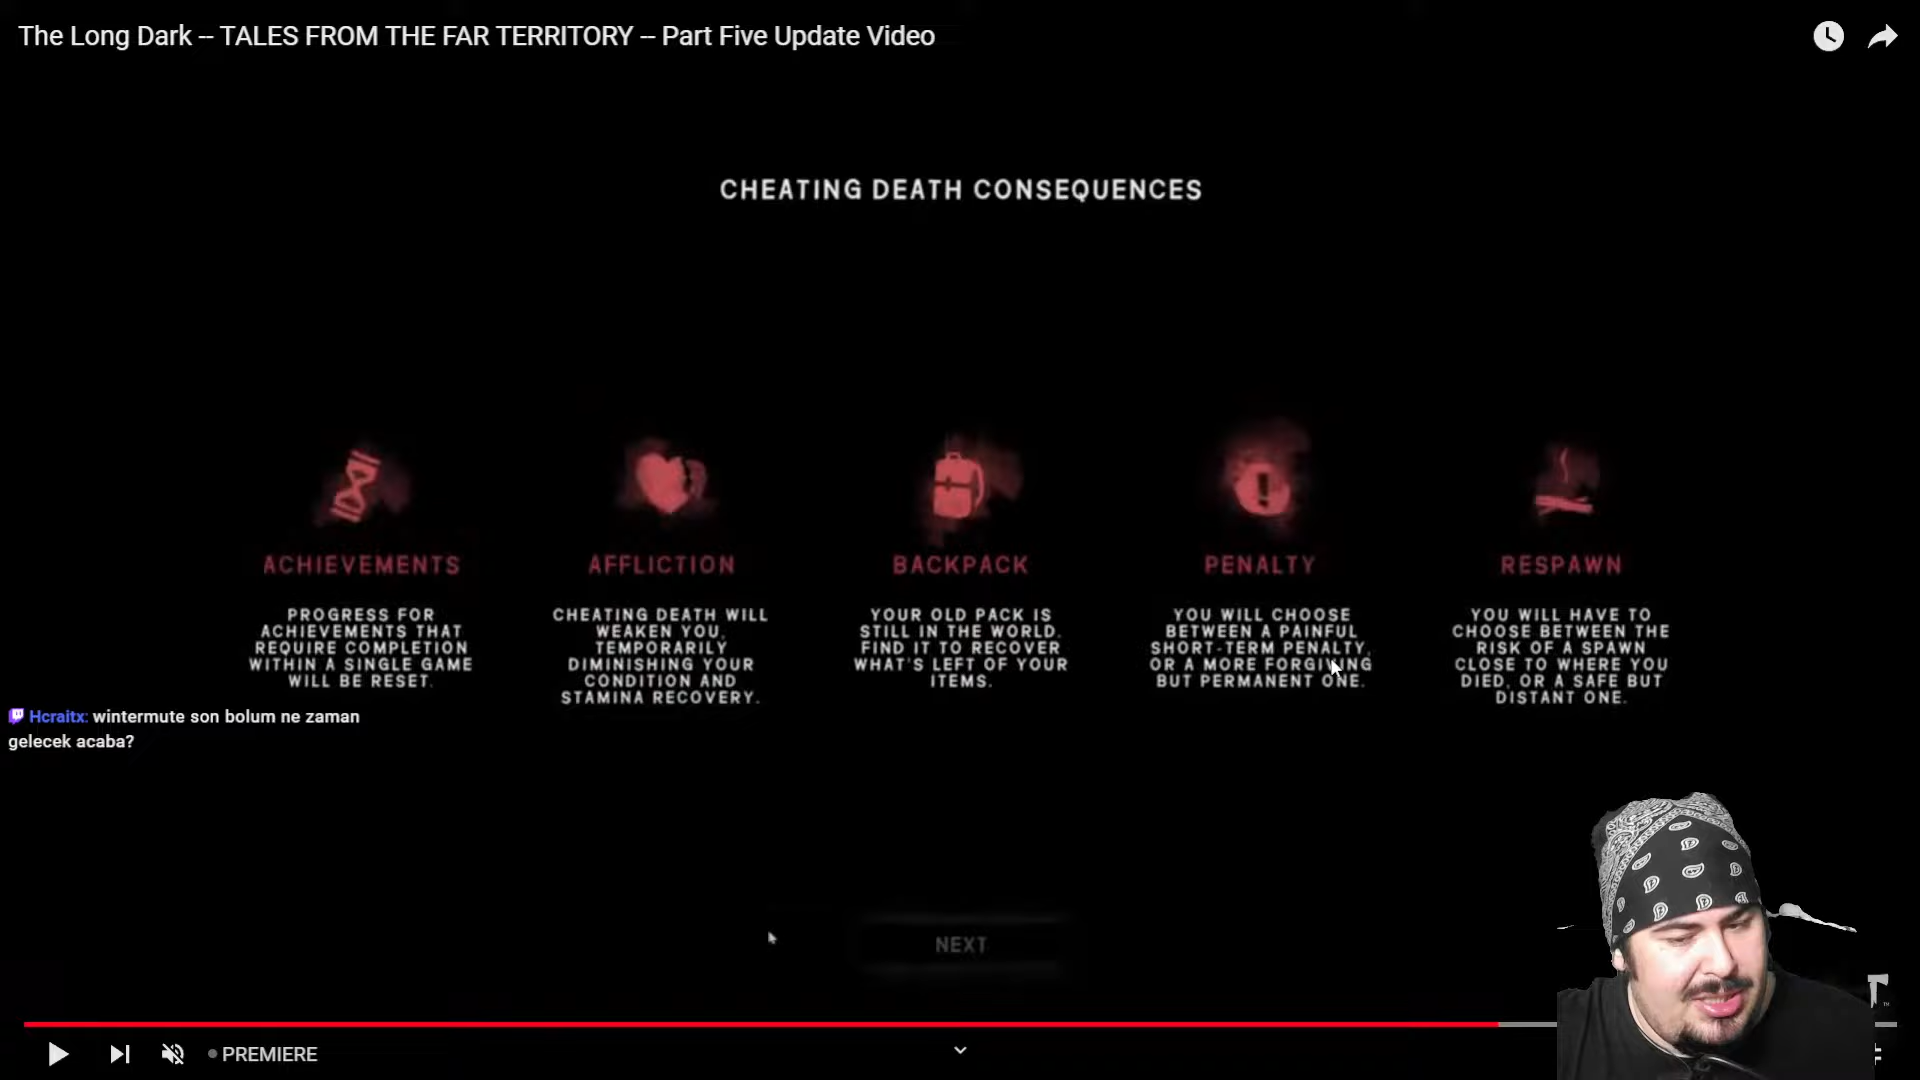 The Long Dark -- TALES FROM THE FAR TERRITORY -- Part Five Update Video
CHEATING DEATH CONSEQUENCES
ACHIEVEMENTS
PROGRESS FOR
ACHIEVEMENTS THAT
REQUIRE COMPLETION
WITHIN A SINGLE GAME
WILL BE RESET.
AFFLICTION
CHEATING DEATH WILL
WEAKEN YOU,
TEMPORARILY
DIMINISHING YOUR
CONDITION AND
STAMINA RECOVERY.
BACKPACK
YOUR OLD PACK IS
STILL IN THE WORLD.
FIND IT TO RECOVER
WHAT'S LEFT OF YOUR
ITEMS.
PENALTY
YOU WILL CHOOSE
BETWEEN A PAINFUL
SHORT-TERM PENALTY,
OR A MORE FORGIVING
BUT PERMANENT ONE.
RESPAWN
YOU WILL HAVE TO
CHOOSE BETWEEN THE
RISK OF A SPAWN
CLOSE TO WHERE YOU
DIED, OR A SAFE BUT
DISTANT ONE.
Hcraitx: wintermute son bolum ne zaman
gelecek acaba?
NEXT
PREMIERE